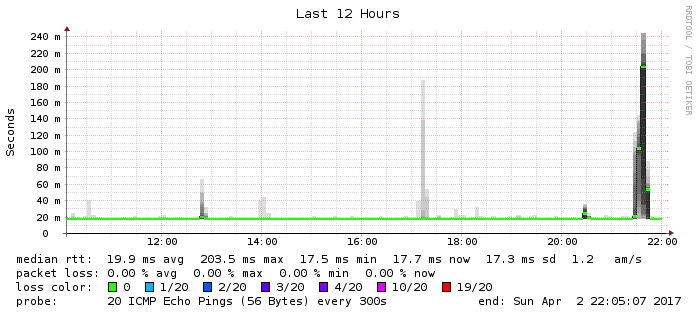 Last 12 Hours
RRDTOOL / TOBI OETIKER
Seconds
240 m
220 m
200 m
180 m
160 m
140 m
120 m
100 m
80 m
60 m
40 m
20 m
0
12:00 14:00 16:00 18:00 20:00 22:00
median rtt: 19.9 ms avg 203.5 ms max 17.5 ms min 17.7 ms now 17.3 ms sd 1.2 am/s
packet loss: 0.00 % avg 0.00 % max 0.00 % min 0.00 % now
loss color: 0 1/20 2/20 3/20 4/20 10/20 19/20
probe: 20 ICMP Echo Pings (56 Bytes) every 300s end: Sun Apr 2 22:05:07 2017